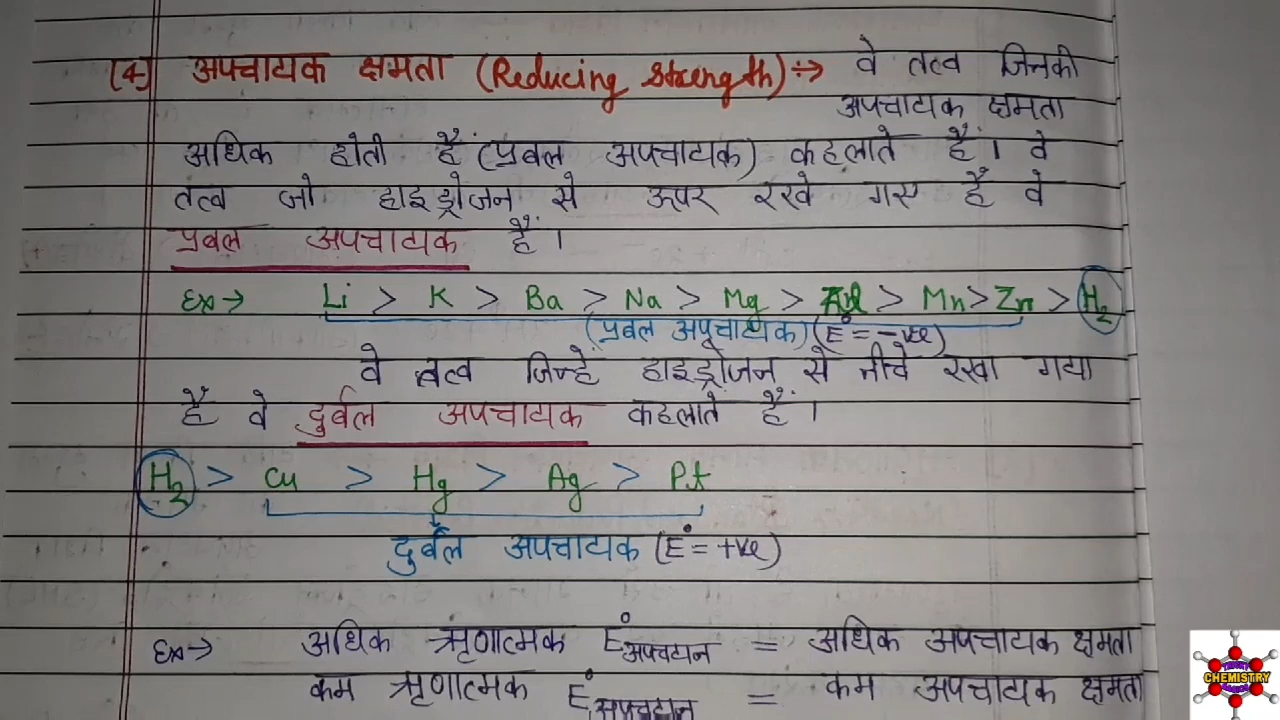 (4) अपचायक क्षमता (Reducing Strength) ÷> वे तत्व जिनकी
अपचायक क्षमता
अधिक होती हैं (प्रबल अपचायक) कहलाते हैं। वे
तत्व जो हाइड्रोजन से ऊपर रखे गए हैं वे
प्रबल अपचायक हैं।
Ex→ Li > K > Ba > Na > Mg > Al > Mn > Zn > H₂
(प्रबल अपचायक) (E° = -ve)
वे तत्व जिन्हे हाइड्रोजन से नीचे रखा गया
हैं वे दुर्बल अपचायक कहलाते हैं।
H₂ > Cu > Hg > Ag > Pt
दुर्बल अपचायक (E° = +ve)
Ex→ अधिक ऋृणात्मक E°अपचयन = अधिक अपचायक क्षमता
कम ऋृणात्मक E°अपचयन = कम अपचायक क्षमता
CHEMISTRY